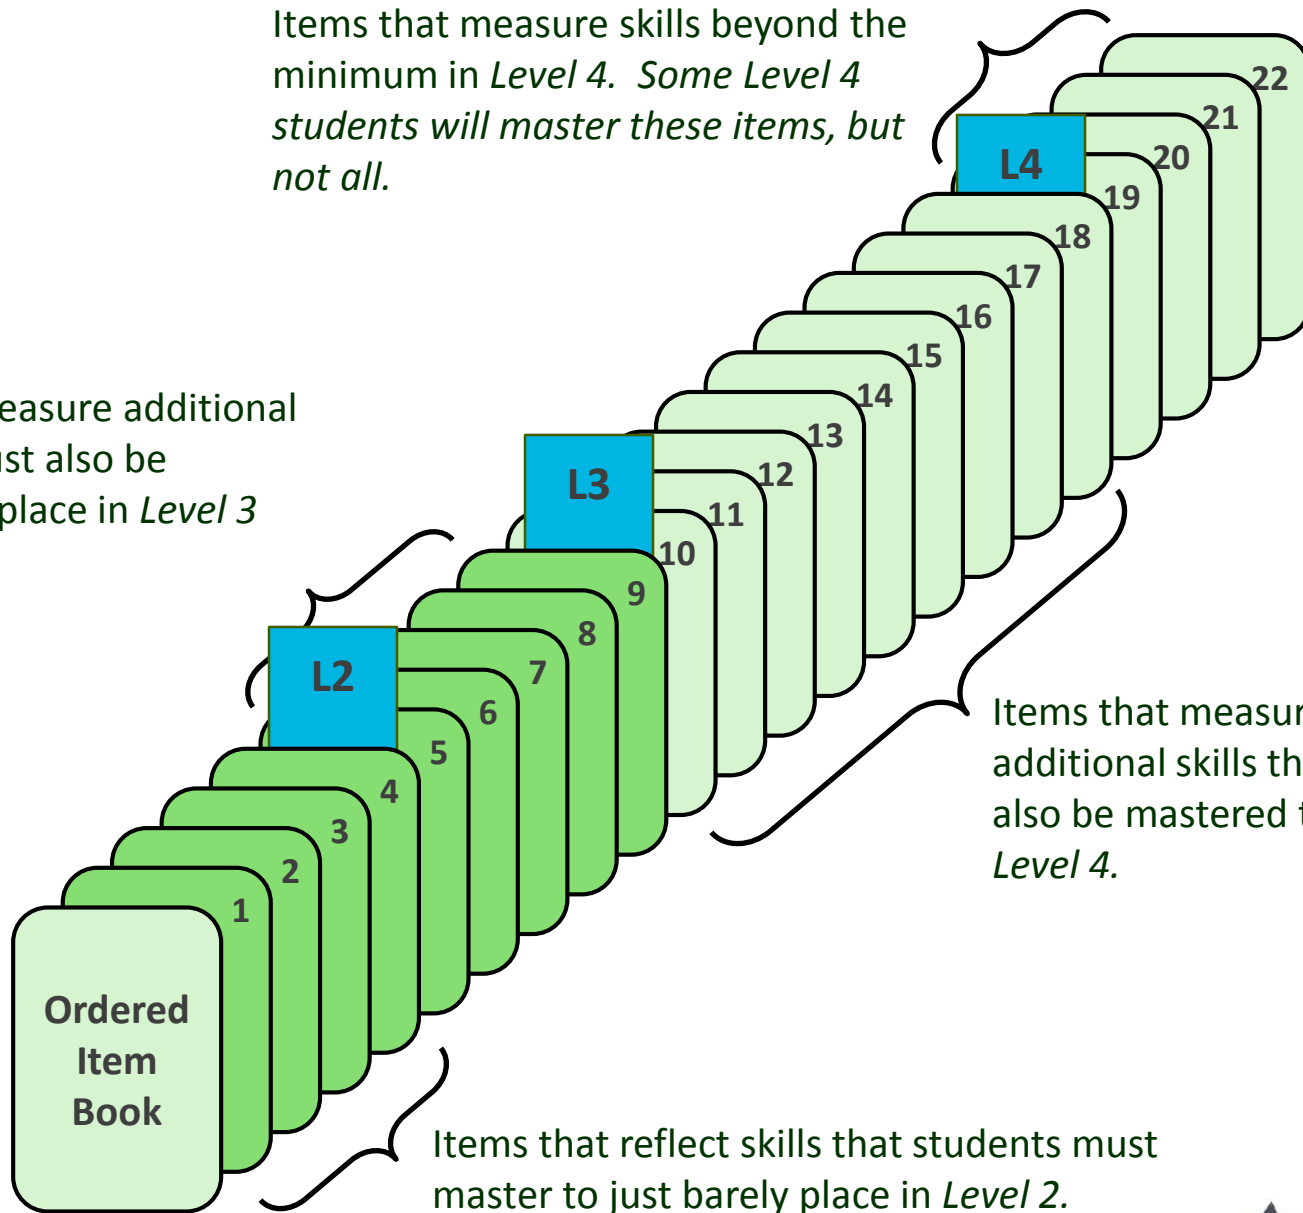 Items that measure skills beyond the
minimum in Level 4. Some Level 4
students will master these items, but
not all.
22
21
20
L4
19
18
17
16
15
14
additional
also be
place in Level 3
13
12
L3
11
10
9
8
7
L2
6
5
4
3
2
1
Items that
additional skills
also be mastered
Level 4.
Ordered
Item
Book
Items that reflect skills that students must
master to just barely place in Level 2.